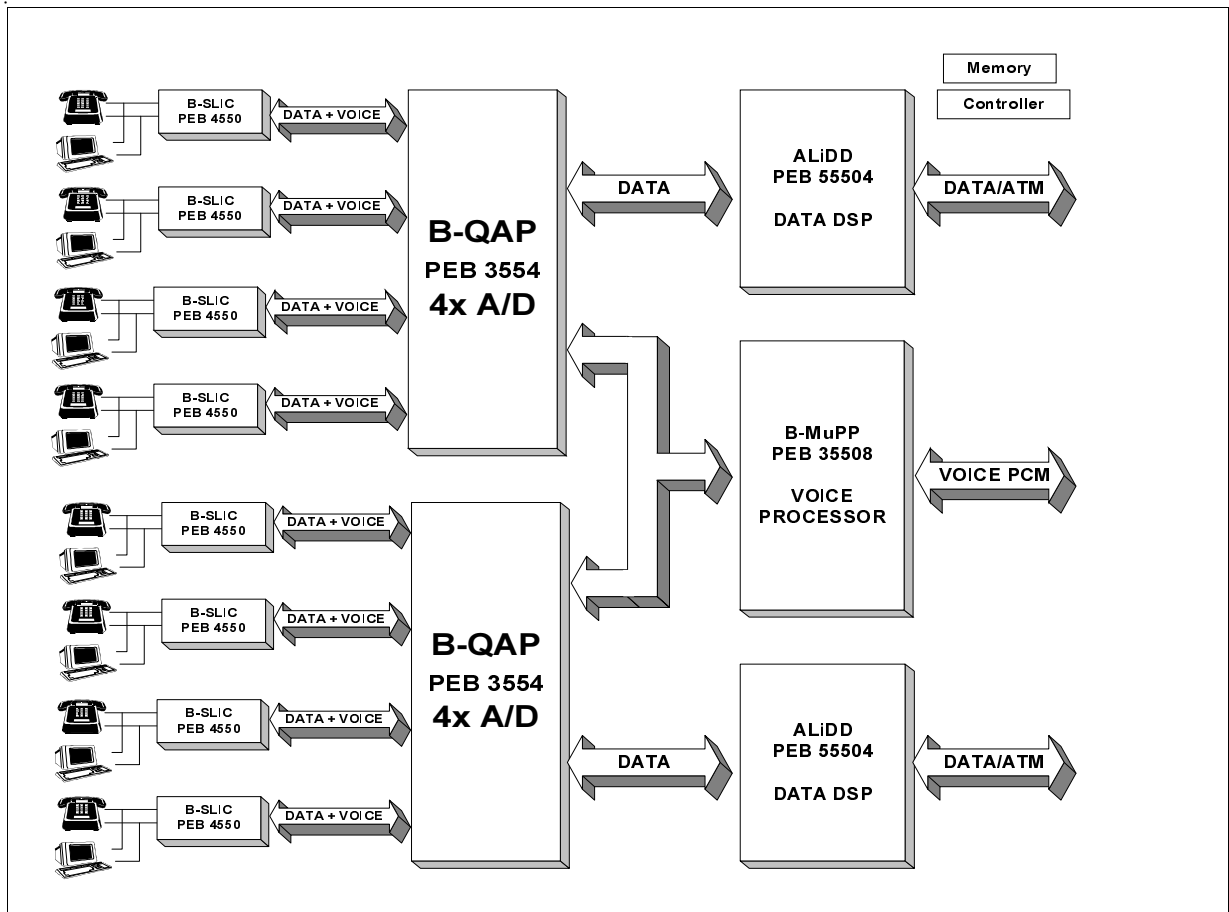 Memory
Controller
B-SLIC
PEB 4550
DATA + VOICE
B-SLIC
PEB 4550
DATA + VOICE
B-SLIC
PEB 4550
DATA + VOICE
B-SLIC
PEB 4550
DATA + VOICE
B-QAP
PEB 3554
4x A/D
DATA
ALiDD
PEB 55504
DATA DSP
DATA/ATM
B-MuPP
PEB 35508
VOICE
PROCESSOR
VOICE PCM
B-SLIC
PEB 4550
DATA + VOICE
B-SLIC
PEB 4550
DATA + VOICE
B-SLIC
PEB 4550
DATA + VOICE
B-SLIC
PEB 4550
DATA + VOICE
B-QAP
PEB 3554
4x A/D
DATA
ALiDD
PEB 55504
DATA DSP
DATA/ATM